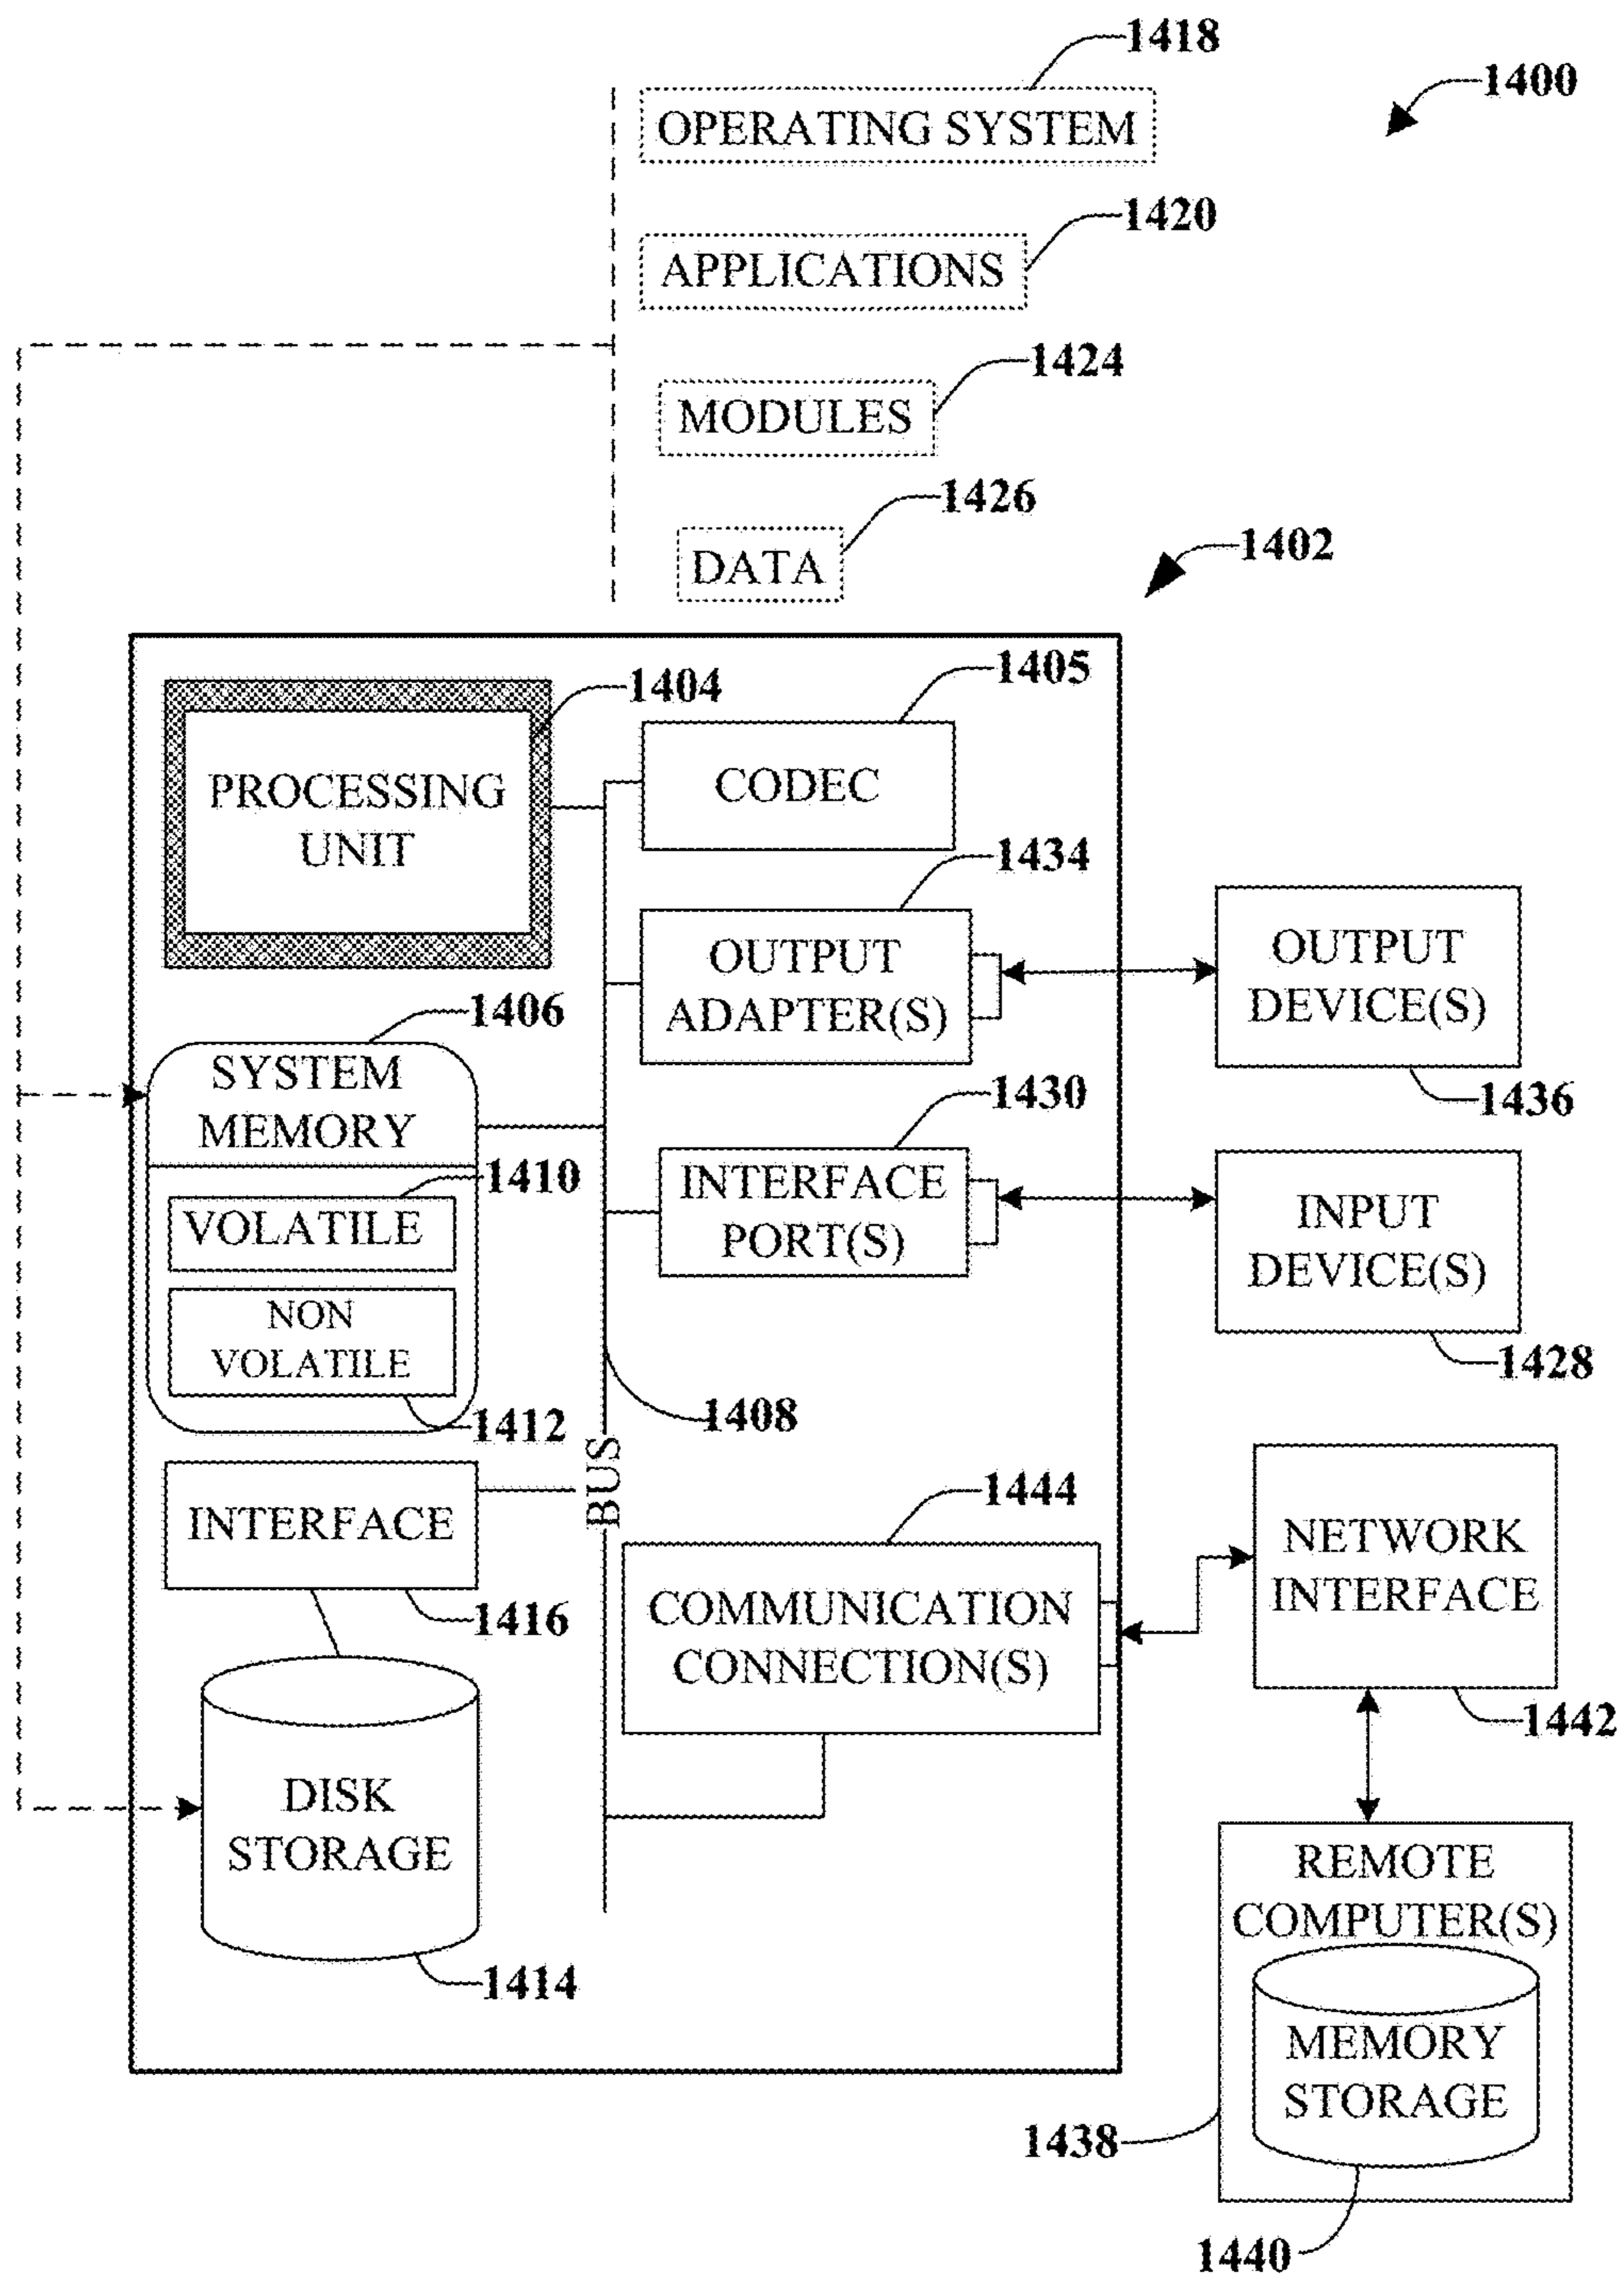 1418
1400
OPERATING SYSTEM
1420
APPLICATIONS
1424
MODULES
1426
DATA
1402
1404
1405
PROCESSING
UNIT
CODEC
1434
OUTPUT
ADAPTER(S)
OUTPUT
DEVICE(S)
1436
1406
SYSTEM
MEMORY
1410
VOLATILE
NON
VOLATILE
1412
1430
INTERFACE
PORT(S)
INPUT
DEVICE(S)
1428
1408
BUS
INTERFACE
1416
1444
COMMUNICATION
CONNECTION(S)
NETWORK
INTERFACE
1442
DISK
STORAGE
1414
REMOTE
COMPUTER(S)
MEMORY
STORAGE
1438
1440